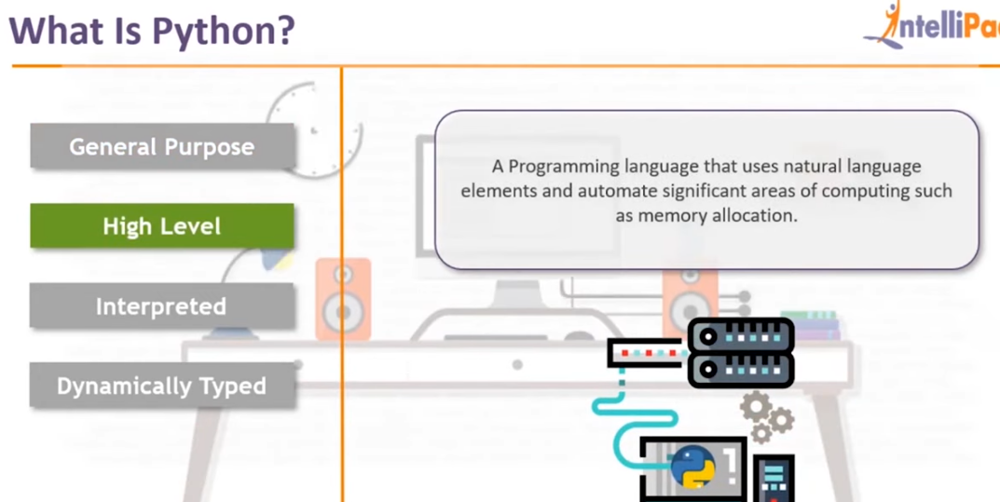 What Is Python?
IntelliPaa
General Purpose
High Level
Interpreted
Dynamically Typed
A Programming language that uses natural language
elements and automate significant areas of computing such
as memory allocation.